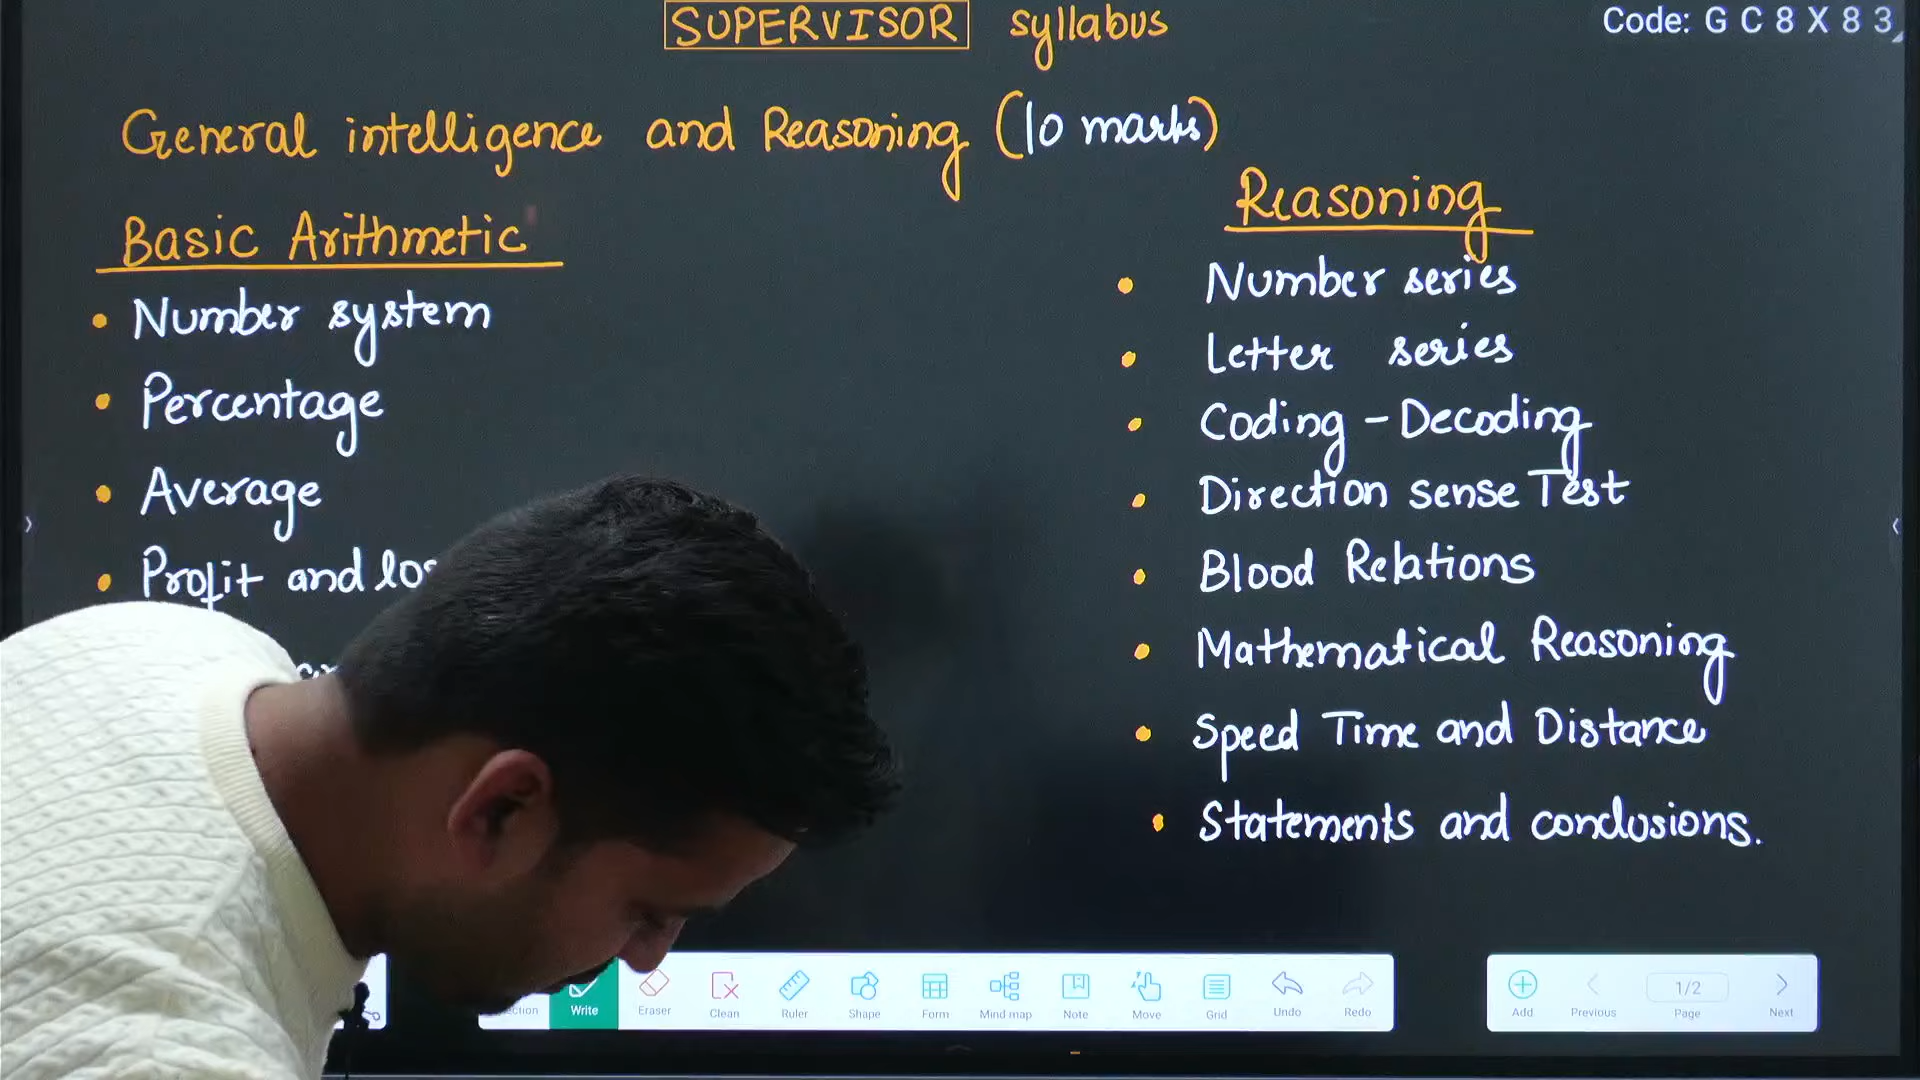 SUPERVISOR syllabus
Code: G C 8 X 8 3
General intelligence and Reasoning (10 marks)
Basic Arithmetic
• Number system
• Percentage
• Average
• Profit and los
Reasoning
• Number series
• Letter series
• Coding - Decoding
• Direction sense Test
• Blood Relations
• Mathematical Reasoning
• Speed Time and Distance
• Statements and conclusions.
Write
Eraser
Clean
Ruler
Shape
Form
Mind map
Note
Move
Grid
Undo
Redo
Add
Previous
1/2
Page
Next